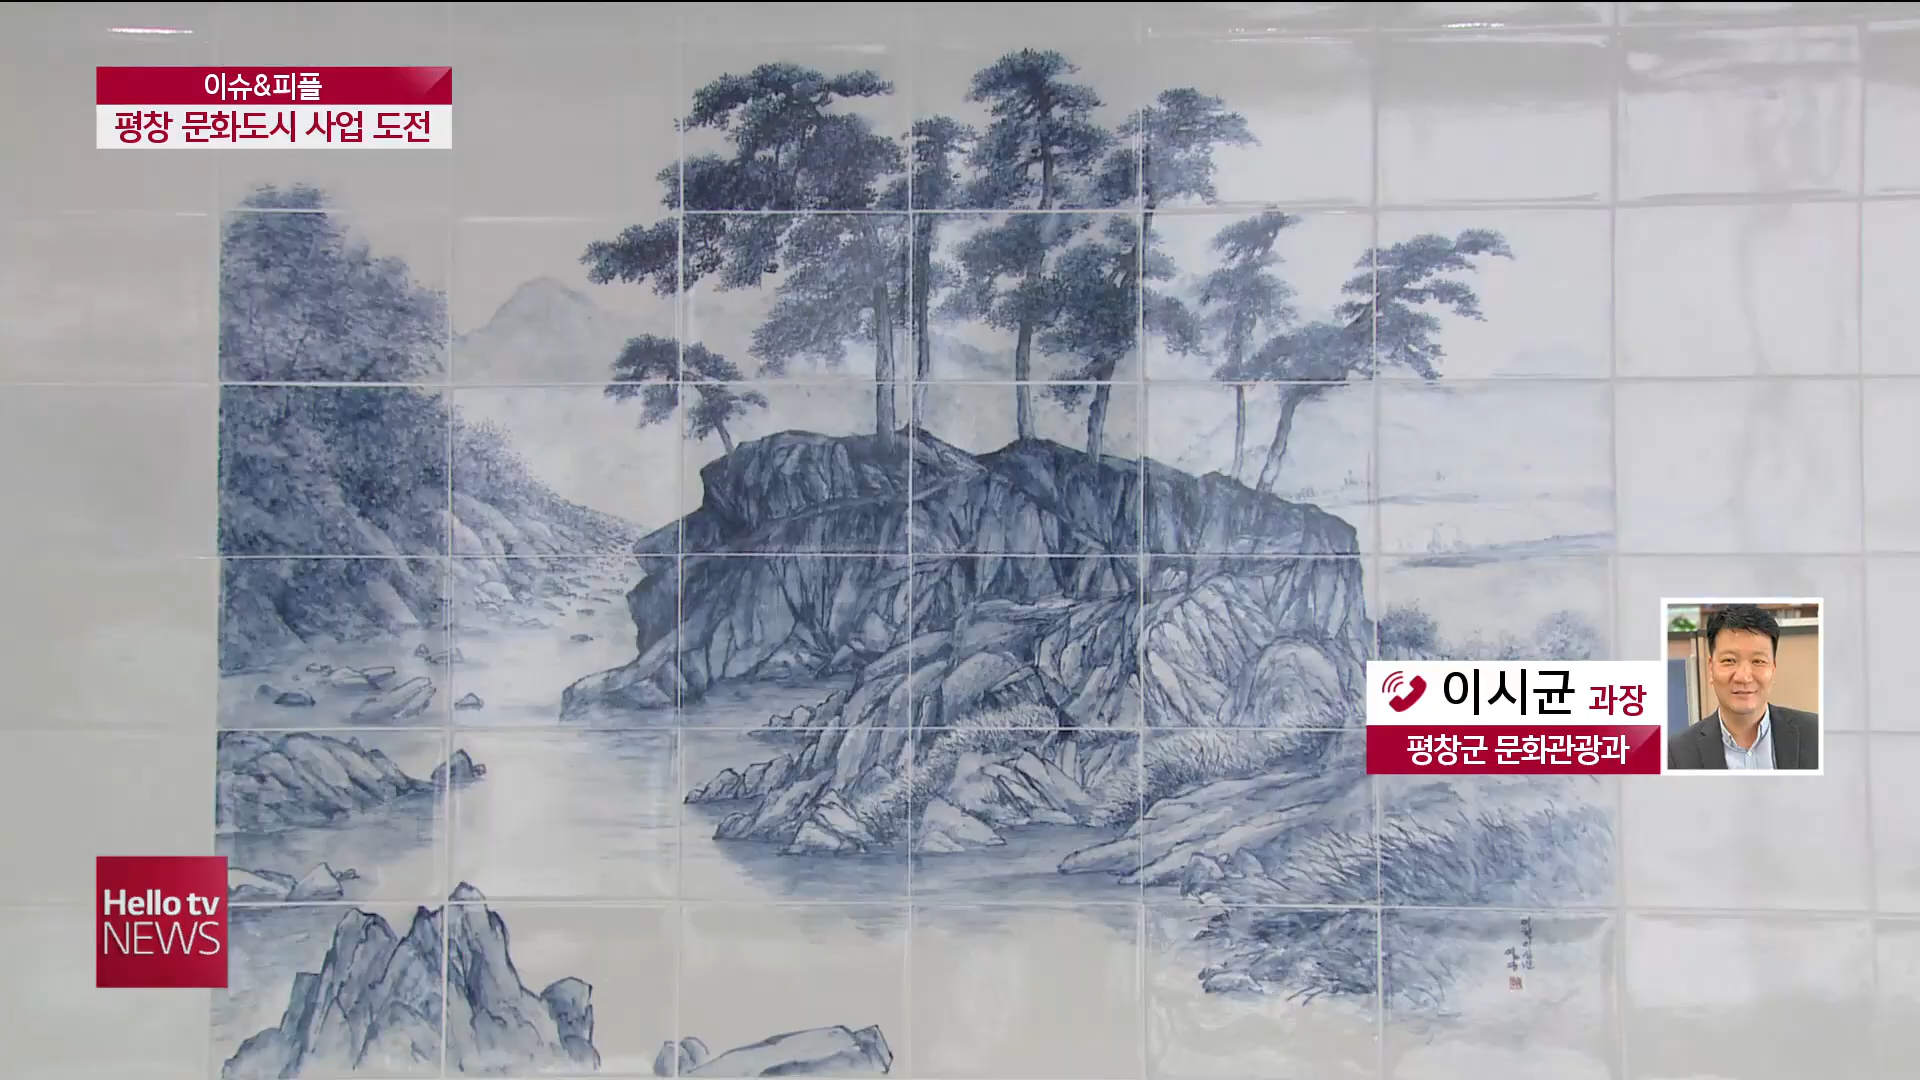 이슈&피플
평창 문화도시 사업 도전
이시균 과장
평창군 문화관광과
Hello tv
NEWS